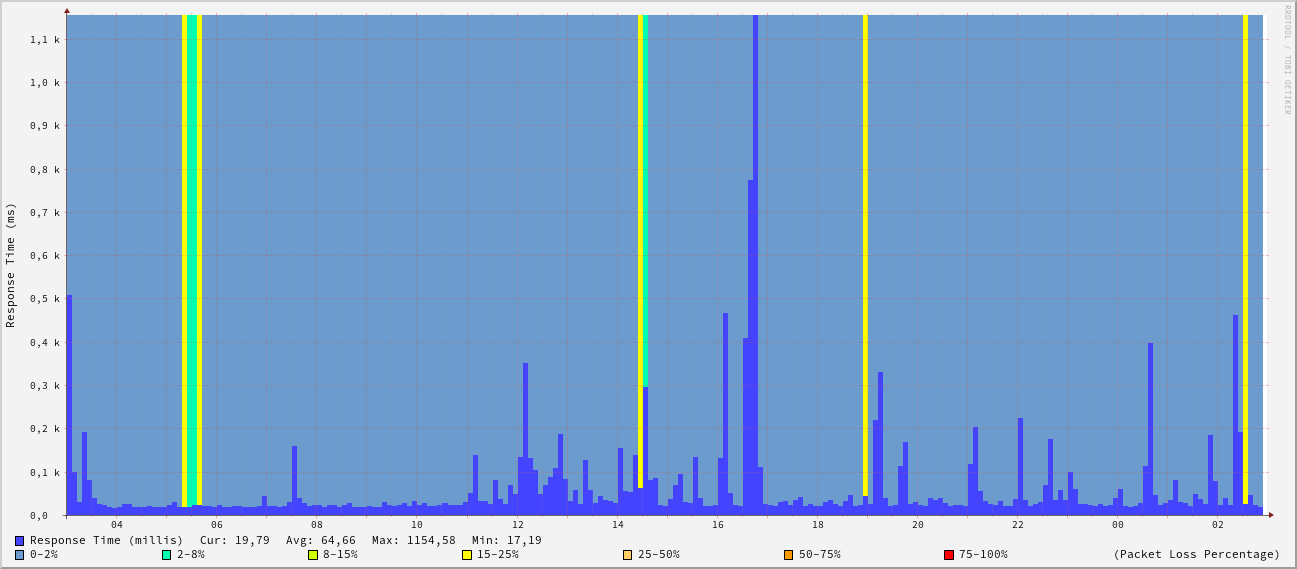 RRDTOOL / TOBI OETIKER
Response Time (ms)
1,1 k
1,0 k
0,9 k
0,8 k
0,7 k
0,6 k
0,5 k
0,4 k
0,3 k
0,2 k
0,1 k
0,0
04 06 08 10 12 14 16 18 20 22 00 02
Response Time (millis) Cur: 19,79 Avg: 64,66 Max: 1154,58 Min: 17,19
0-2% 2-8% 8-15% 15-25% 25-50% 50-75% 75-100% (Packet Loss Percentage)